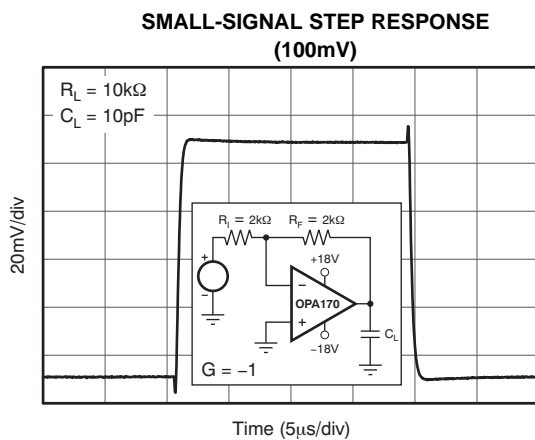 SMALL-SIGNAL STEP RESPONSE
(100mV)
R_L = 10kΩ
C_L = 10pF
20mV/div
R_I = 2kΩ
R_F = 2kΩ
+
−
+18V
−
OPA170
+
−18V
C_L
G = −1
Time (5μs/div)